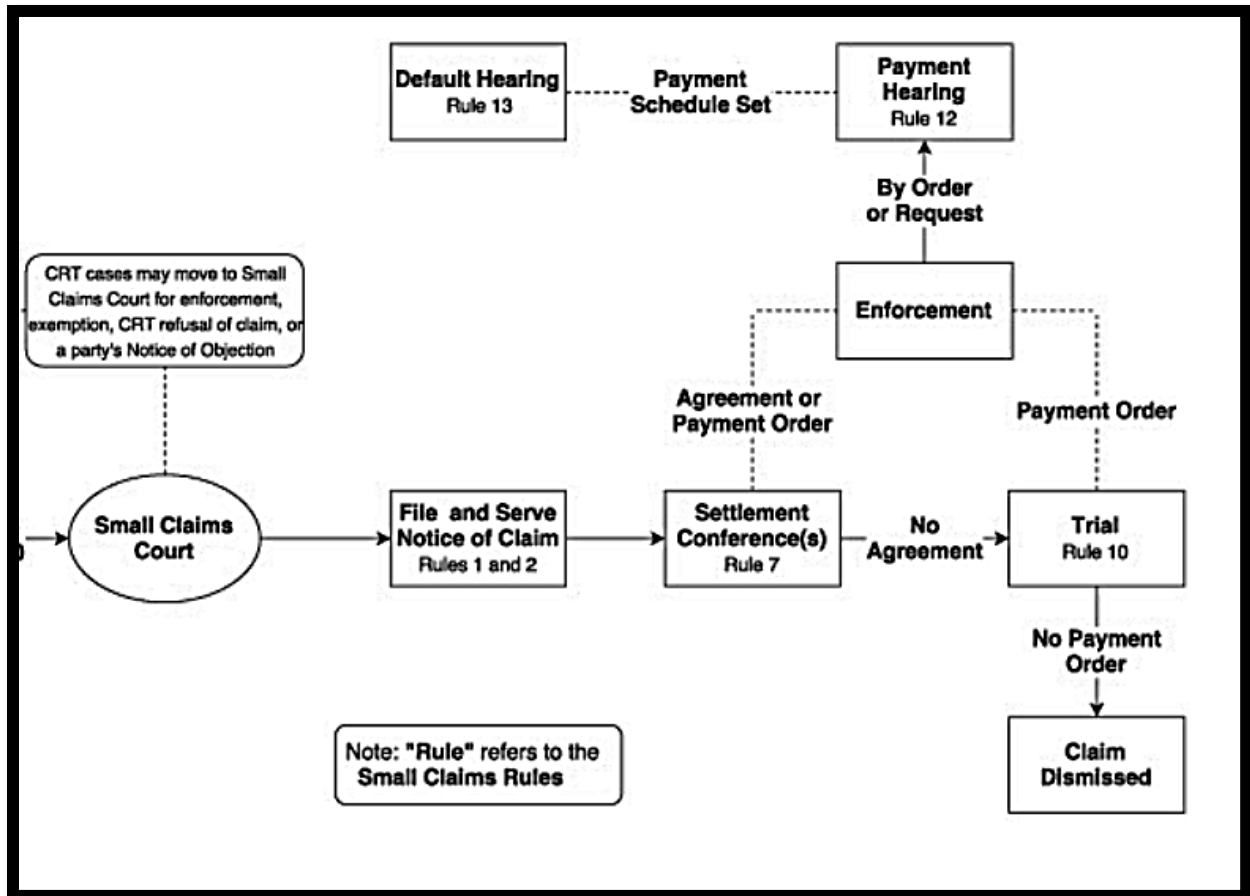 Default Hearing
Rule 13
Payment
Schedule Set
Payment
Hearing
Rule 12
By Order
or Request
CRT cases may move to Small
Claims Court for enforcement,
exemption, CRT refusal of claim, or
a party's Notice of Objection
Enforcement
Agreement or
Payment Order
Payment Order
Small Claims
Court
File and Serve
Notice of Claim
Rules 1 and 2
Settlement
Conference(s)
Rule 7
No
Agreement
Trial
Rule 10
No Payment
Order
Note: "Rule" refers to the
Small Claims Rules
Claim
Dismissed